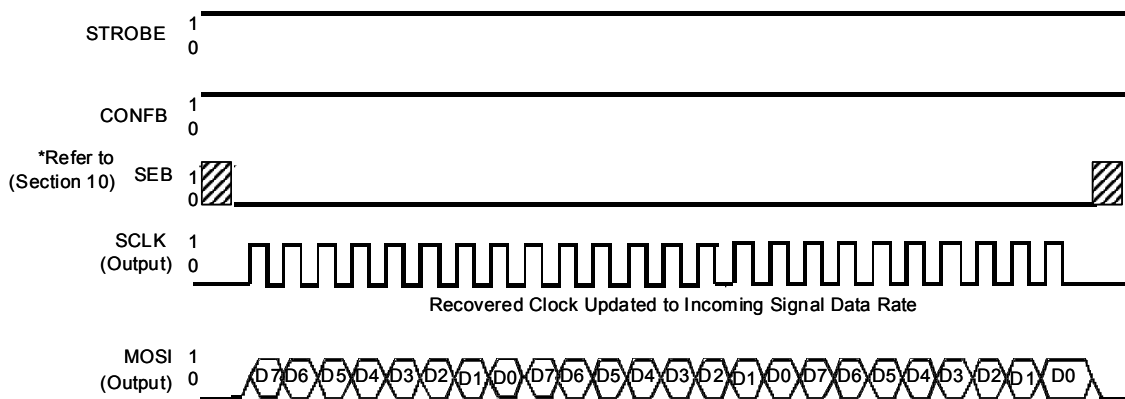 STROBE 1
0
CONFB 1
0
*Refer to
(Section 10) SEB 1
0
SCLK 1
(Output) 0
Recovered Clock Updated to Incoming Signal Data Rate
MOSI 1
(Output) 0
D7 D6 D5 D4 D3 D2 D1 D0 D7 D6 D5 D4 D3 D2 D1 D0 D7 D6 D5 D4 D3 D2 D1 D0